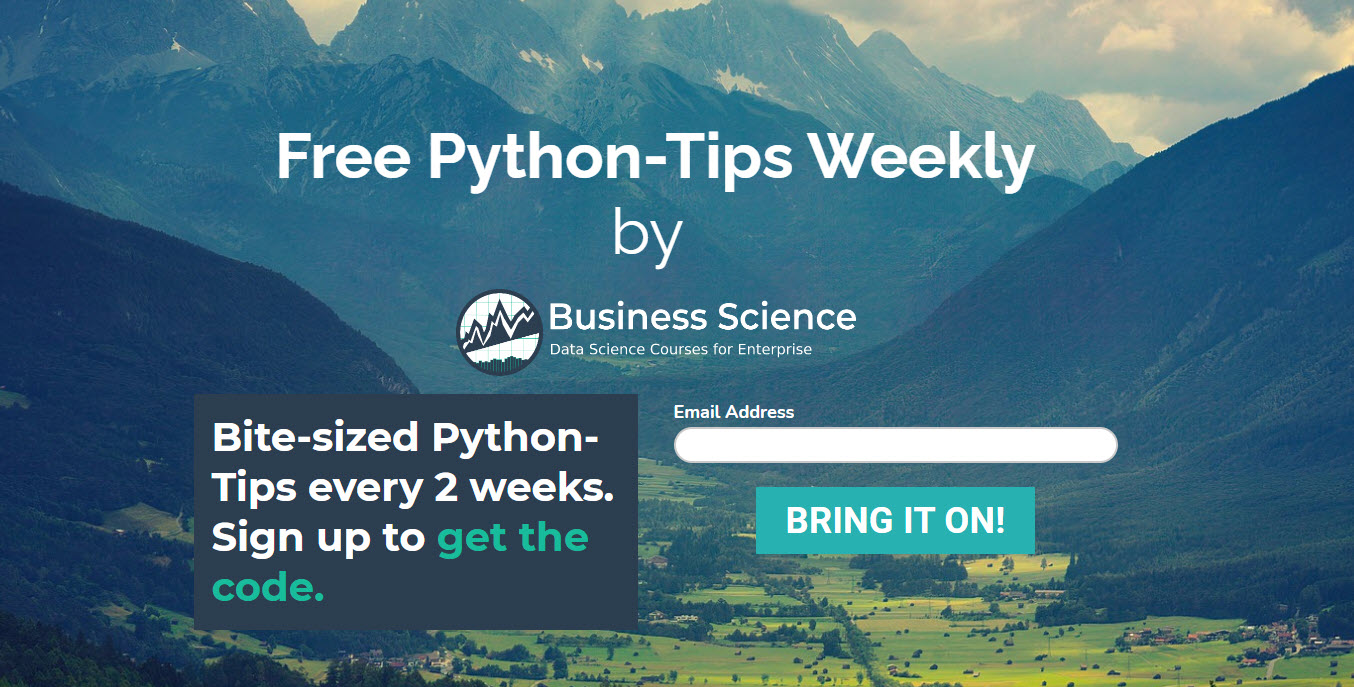 Free Python-Tips Weekly
by
Business Science
Data Science Courses for Enterprise
Bite-sized Python-
Tips every 2 weeks.
Sign up to get the
code.
Email Address
BRING IT ON!